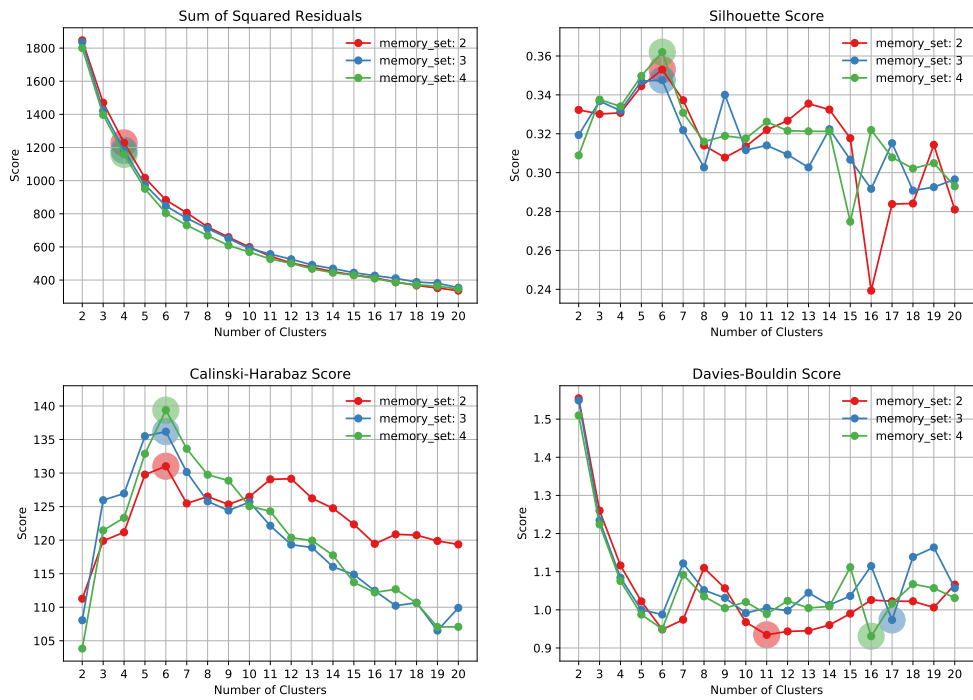 Sum of Squared Residuals
Score
1800
1600
1400
1200
1000
800
600
400
memory_set: 2
memory_set: 3
memory_set: 4
2 3 4 5 6 7 8 9 10 11 12 13 14 15 16 17 18 19 20
Number of Clusters
Silhouette Score
Score
0.36
0.34
0.32
0.30
0.28
0.26
0.24
memory_set: 2
memory_set: 3
memory_set: 4
2 3 4 5 6 7 8 9 10 11 12 13 14 15 16 17 18 19 20
Number of Clusters
Calinski-Harabaz Score
Score
140
135
130
125
120
115
110
105
memory_set: 2
memory_set: 3
memory_set: 4
2 3 4 5 6 7 8 9 10 11 12 13 14 15 16 17 18 19 20
Number of Clusters
Davies-Bouldin Score
Score
1.5
1.4
1.3
1.2
1.1
1.0
0.9
memory_set: 2
memory_set: 3
memory_set: 4
2 3 4 5 6 7 8 9 10 11 12 13 14 15 16 17 18 19 20
Number of Clusters